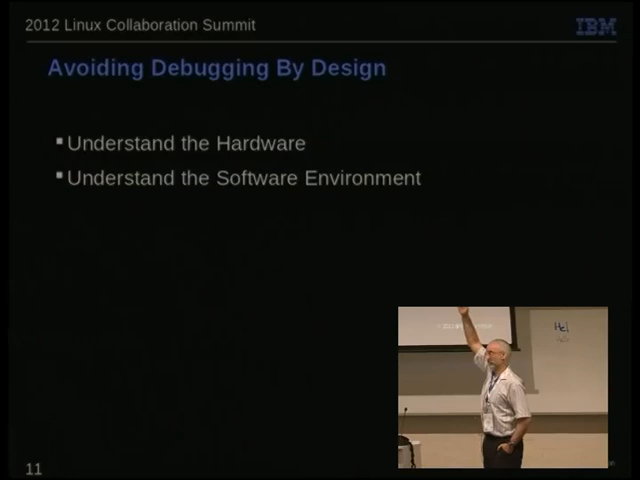 2012 Linux Collaboration Summit
IBM
Avoiding Debugging By Design
Understand the Hardware
Understand the Software Environment
11